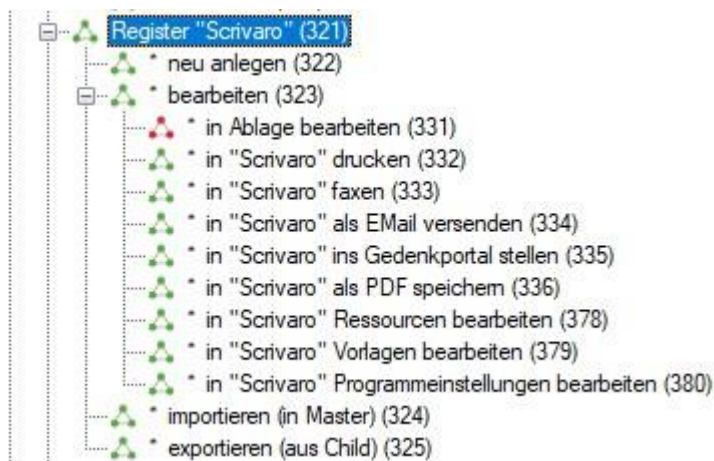 Register "Scrivaro" (321)
* neu anlegen (322)
* bearbeiten (323)
* in Ablage bearbeiten (331)
* in "Scrivaro" drucken (332)
* in "Scrivaro" faxen (333)
* in "Scrivaro" als EMail versenden (334)
* in "Scrivaro" ins Gedenkportal stellen (335)
* in "Scrivaro" als PDF speichern (336)
* in "Scrivaro" Ressourcen bearbeiten (378)
* in "Scrivaro" Vorlagen bearbeiten (379)
* in "Scrivaro" Programmeinstellungen bearbeiten (380)
* importieren (in Master) (324)
* exportieren (aus Child) (325)